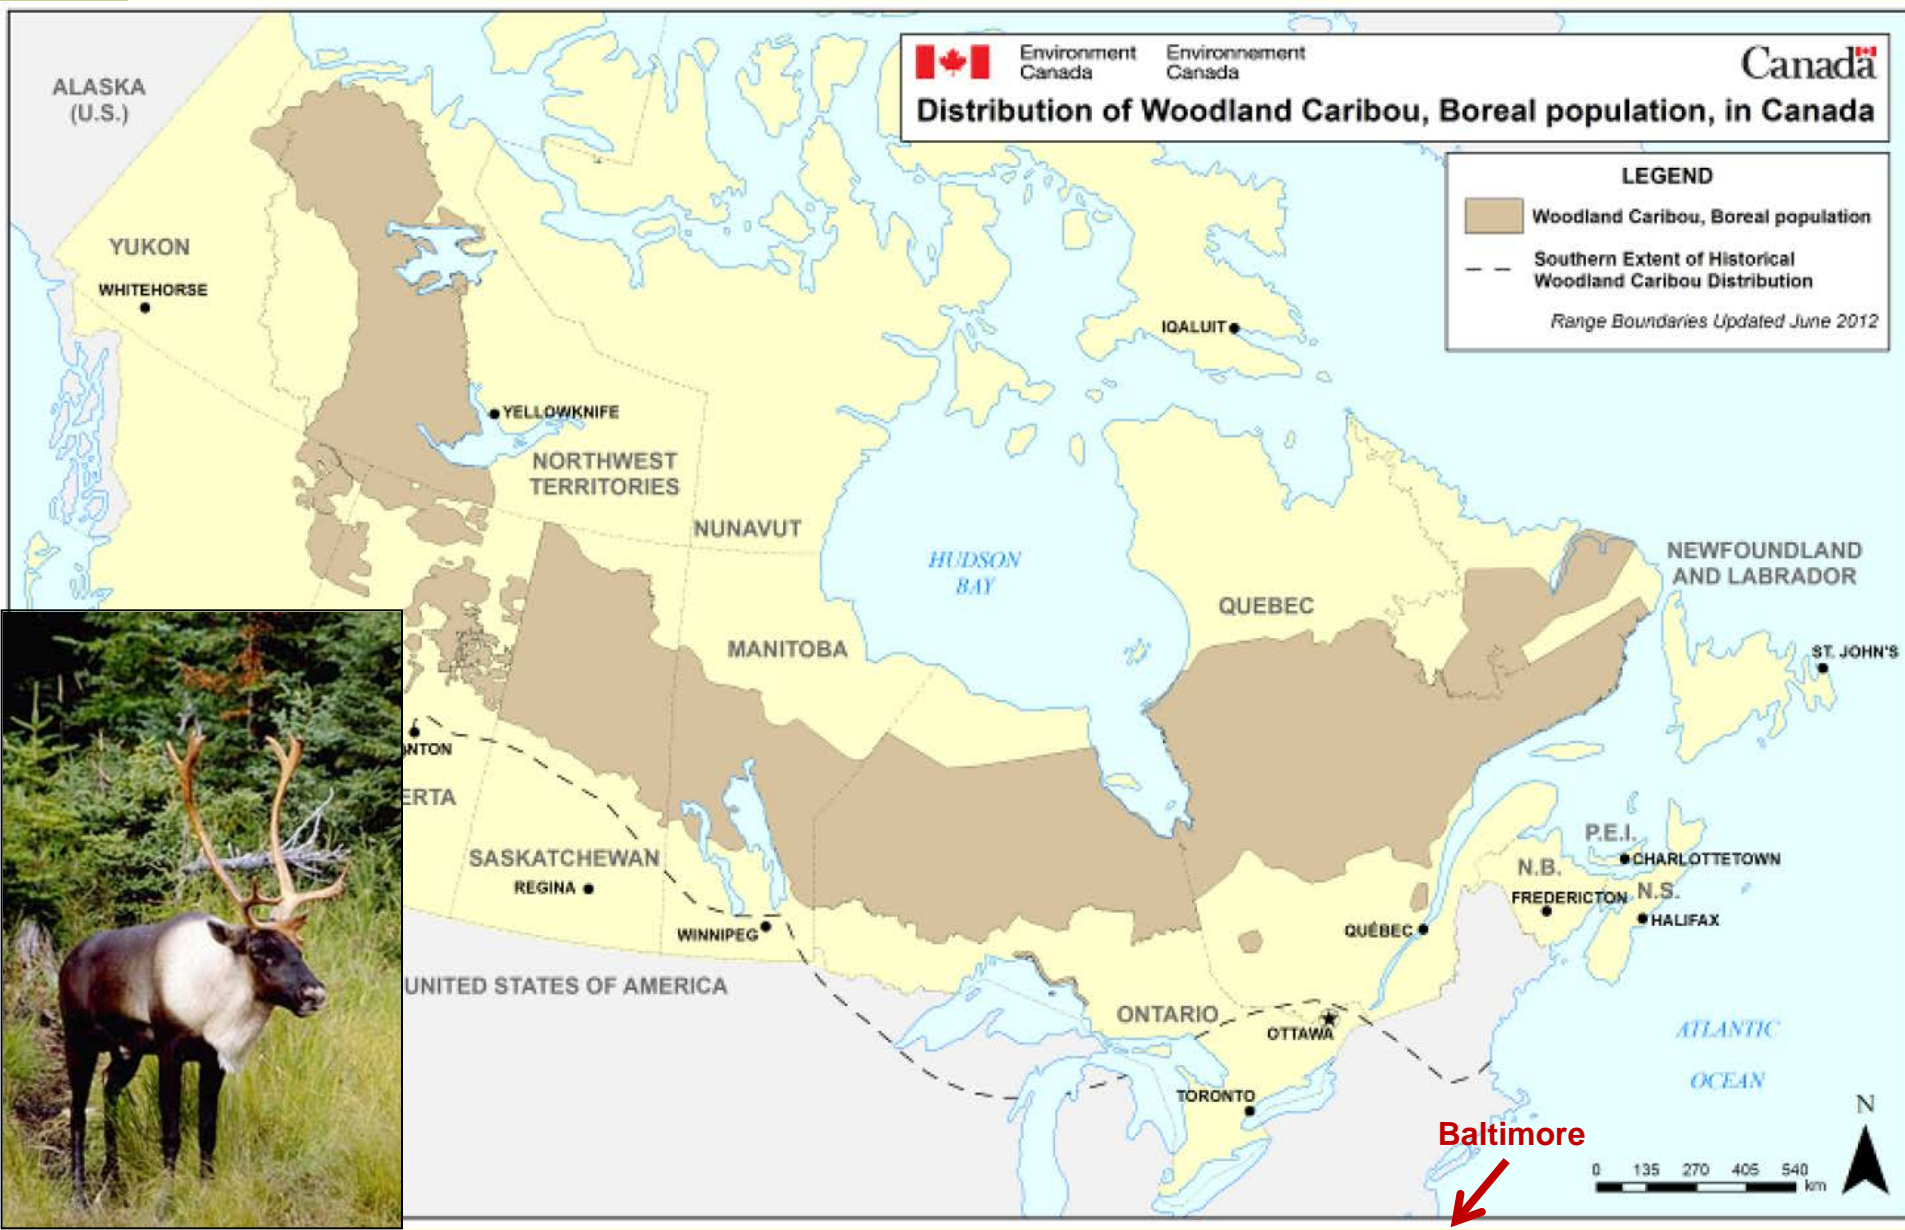 Environment
Canada
Environnement
Canada
Canada
Distribution of Woodland Caribou, Boreal population, in Canada
LEGEND
Woodland Caribou, Boreal population
Southern Extent of Historical
Woodland Caribou Distribution
Range Boundaries Updated June 2012
ALASKA
(U.S.)
YUKON
WHITEHORSE
IQALUIT
YELLOWKNIFE
NORTHWEST
TERRITORIES
NUNAVUT
HUDSON
BAY
NEWFOUNDLAND
AND LABRADOR
QUEBEC
MANITOBA
ST. JOHN'S
NTON
ERTA
SASKATCHEWAN
REGINA
WINNIPEG
P.E.I.
CHARLOTTETOWN
N.B.
FREDERICTON
N.S.
HALIFAX
QUÉBEC
UNITED STATES OF AMERICA
ONTARIO
OTTAWA
ATLANTIC
OCEAN
TORONTO
Baltimore
N
0 135 270 405 540
km